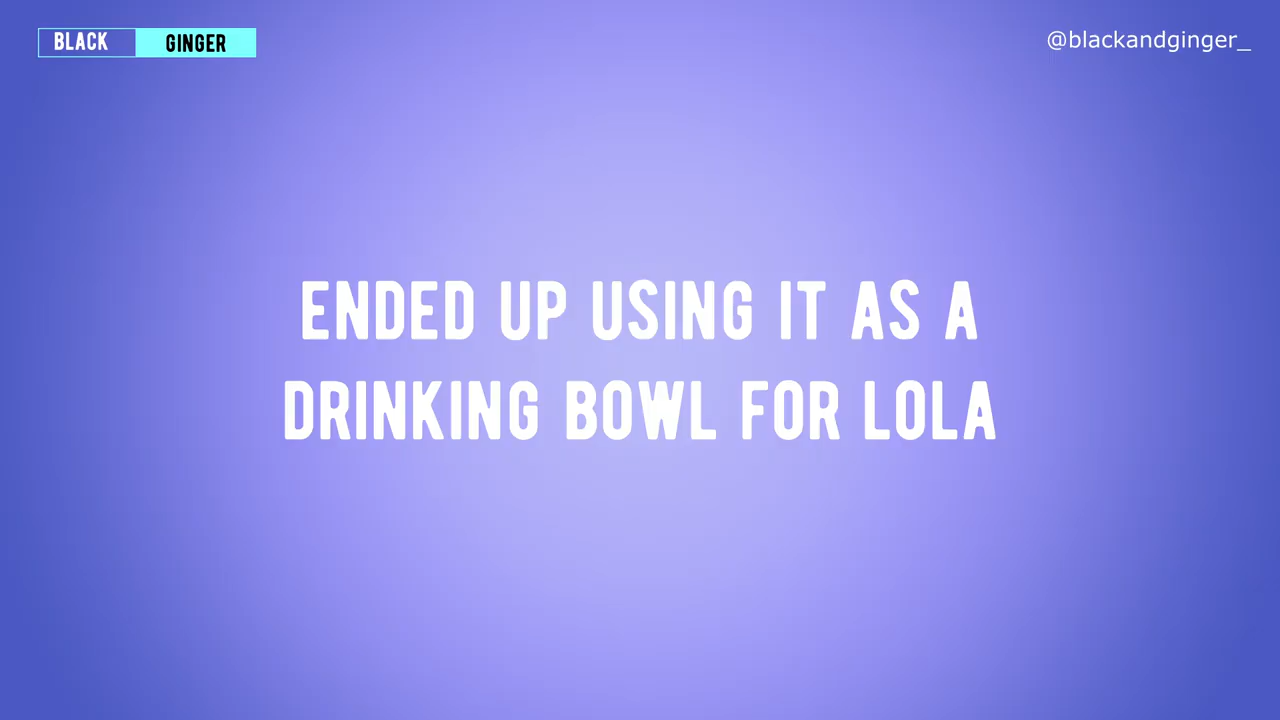 BLACK GINGER
@blackandginger_
ENDED UP USING IT AS A
DRINKING BOWL FOR LOLA